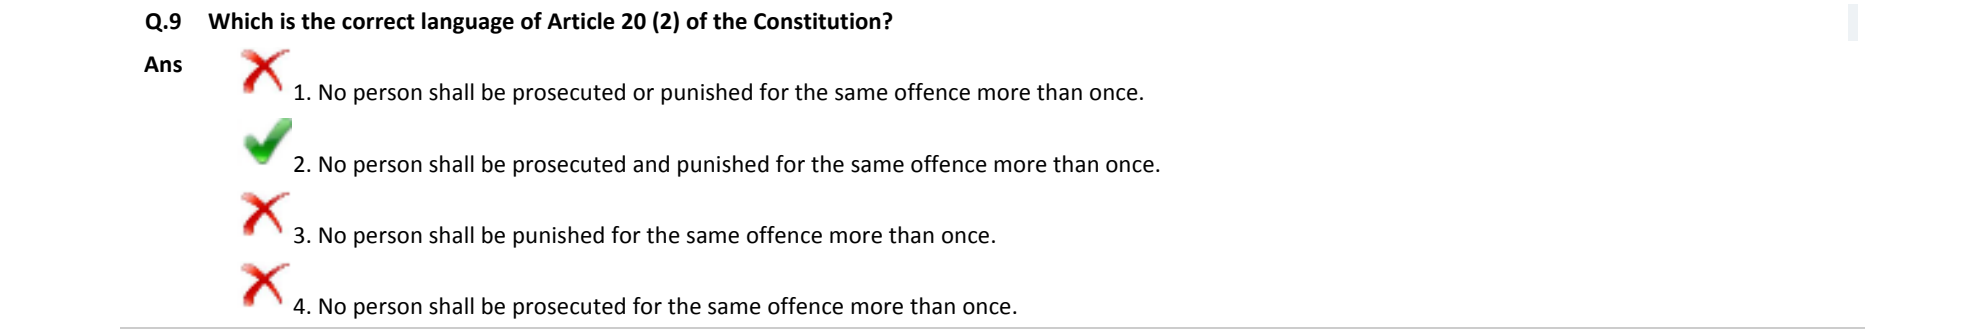 Q.9 Which is the correct language of Article 20 (2) of the Constitution?
Ans
1. No person shall be prosecuted or punished for the same offence more than once.
2. No person shall be prosecuted and punished for the same offence more than once.
3. No person shall be punished for the same offence more than once.
4. No person shall be prosecuted for the same offence more than once.